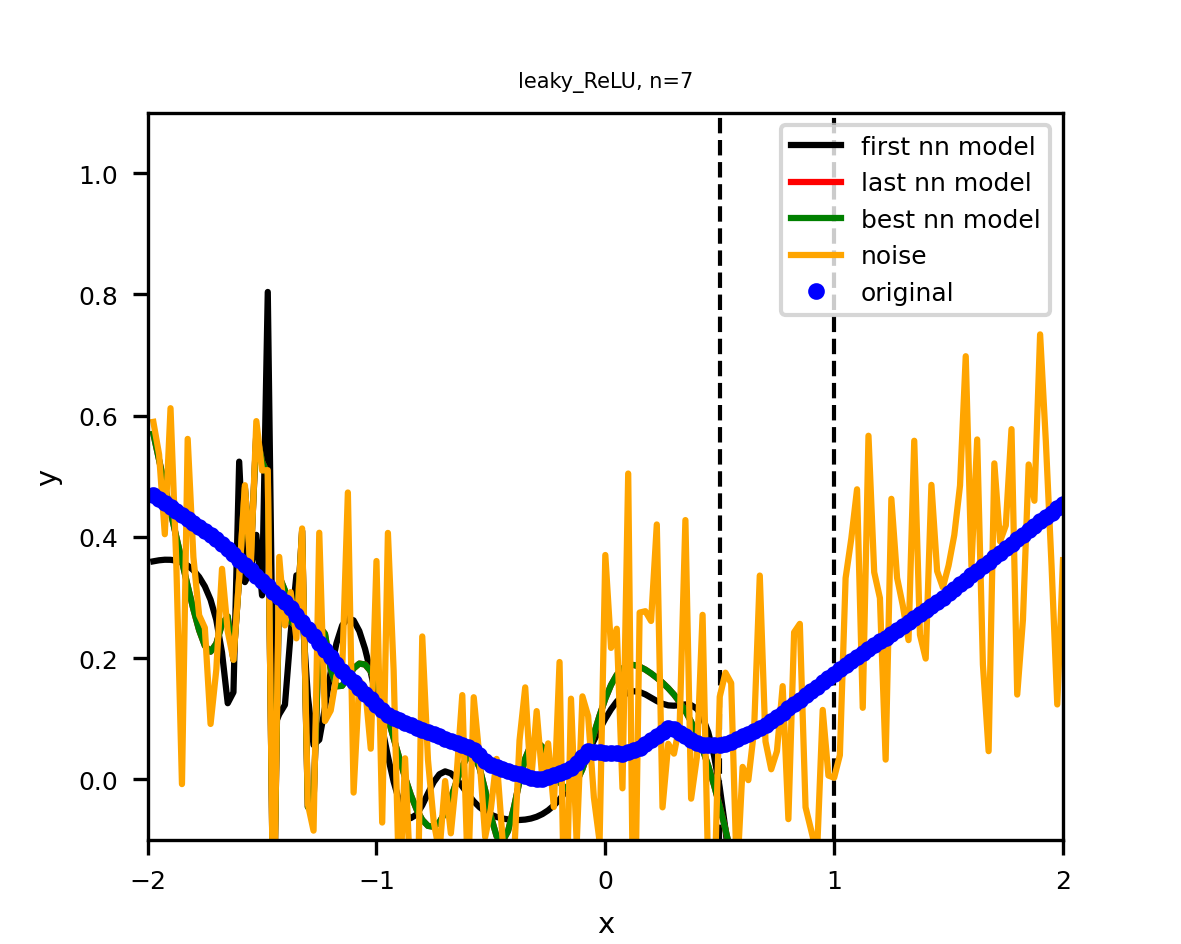 leaky_ReLU, n=7
first nn model
last nn model
best nn model
noise
original
1.0
0.8
0.6
0.4
0.2
0.0
y
−2
−1
0
1
2
x